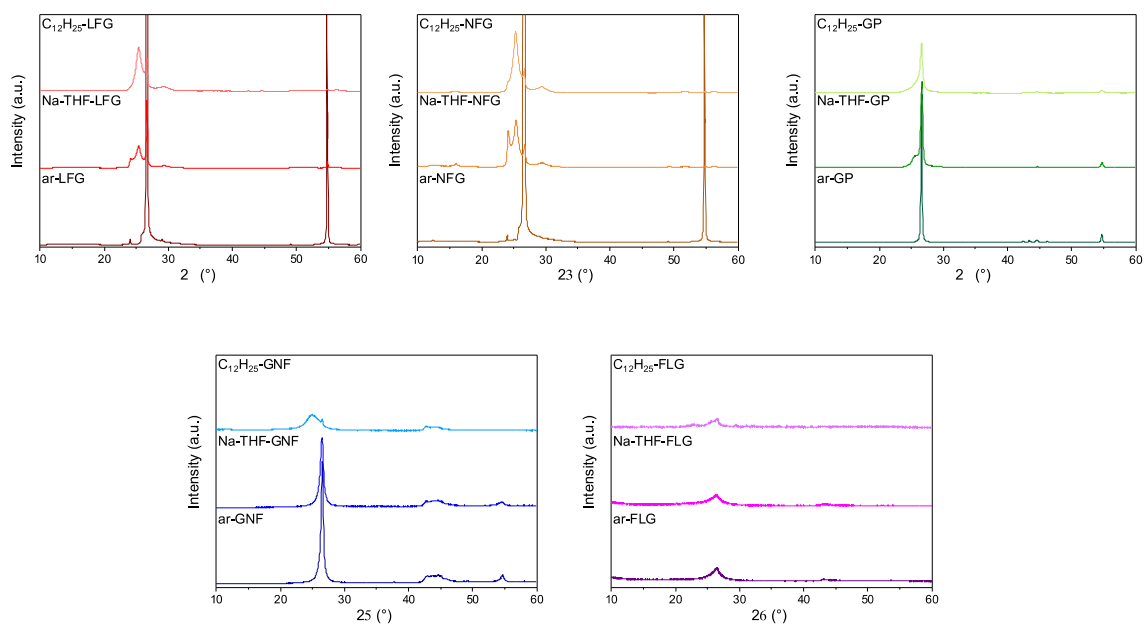 C12H25-LFG
Na-THF-LFG
ar-LFG
Intensity (a.u.)
10 20 30 40 50 60
2 (°)
C12H25-NFG
Na-THF-NFG
ar-NFG
Intensity (a.u.)
10 20 30 40 50 60
23 (°)
C12H25-GP
Na-THF-GP
ar-GP
Intensity (a.u.)
10 20 30 40 50 60
2 (°)
C12H25-GNF
Na-THF-GNF
ar-GNF
Intensity (a.u.)
10 20 30 40 50 60
25 (°)
C12H25-FLG
Na-THF-FLG
ar-FLG
Intensity (a.u.)
10 20 30 40 50 60
26 (°)